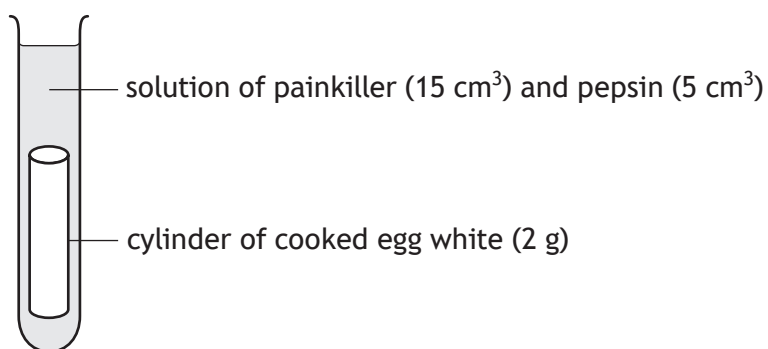 solution of painkiller (15 cm³) and pepsin (5 cm³)
cylinder of cooked egg white (2 g)